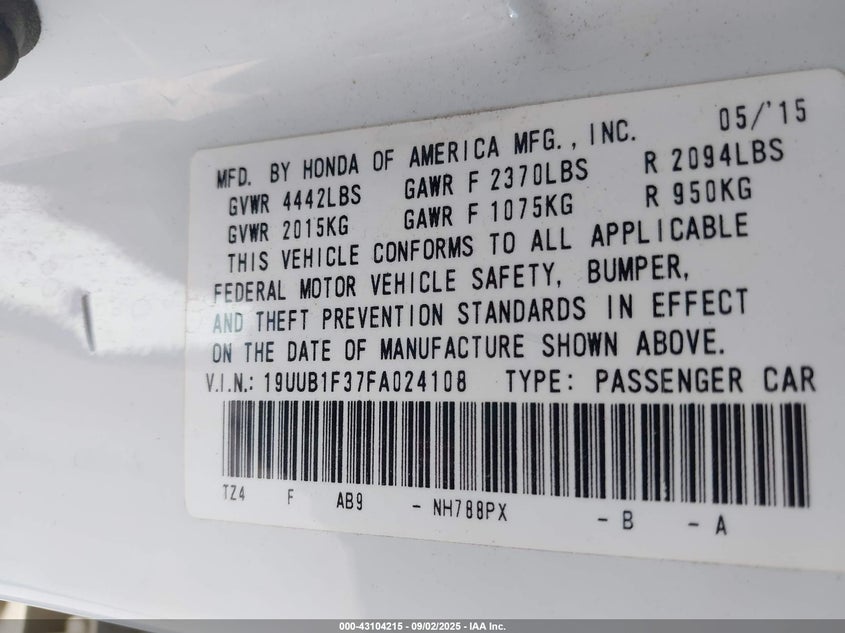 05/'15
MFD. BY HONDA OF AMERICA MFG., INC.
GVWR 4442LBS GAWR F 2370LBS R 2094LBS
GVWR 2015KG GAWR F 1075KG R 950KG
THIS VEHICLE CONFORMS TO ALL APPLICABLE
FEDERAL MOTOR VEHICLE SAFETY, BUMPER,
AND THEFT PREVENTION STANDARDS IN EFFECT
ON THE DATE OF MANUFACTURE SHOWN ABOVE.
V.I.N.: 19UUB1F37FA024108 TYPE: PASSENGER CAR
TZ4 F AB9 - NH788PX - B - A
000-43104215 - 09/02/2025 - IAA Inc.